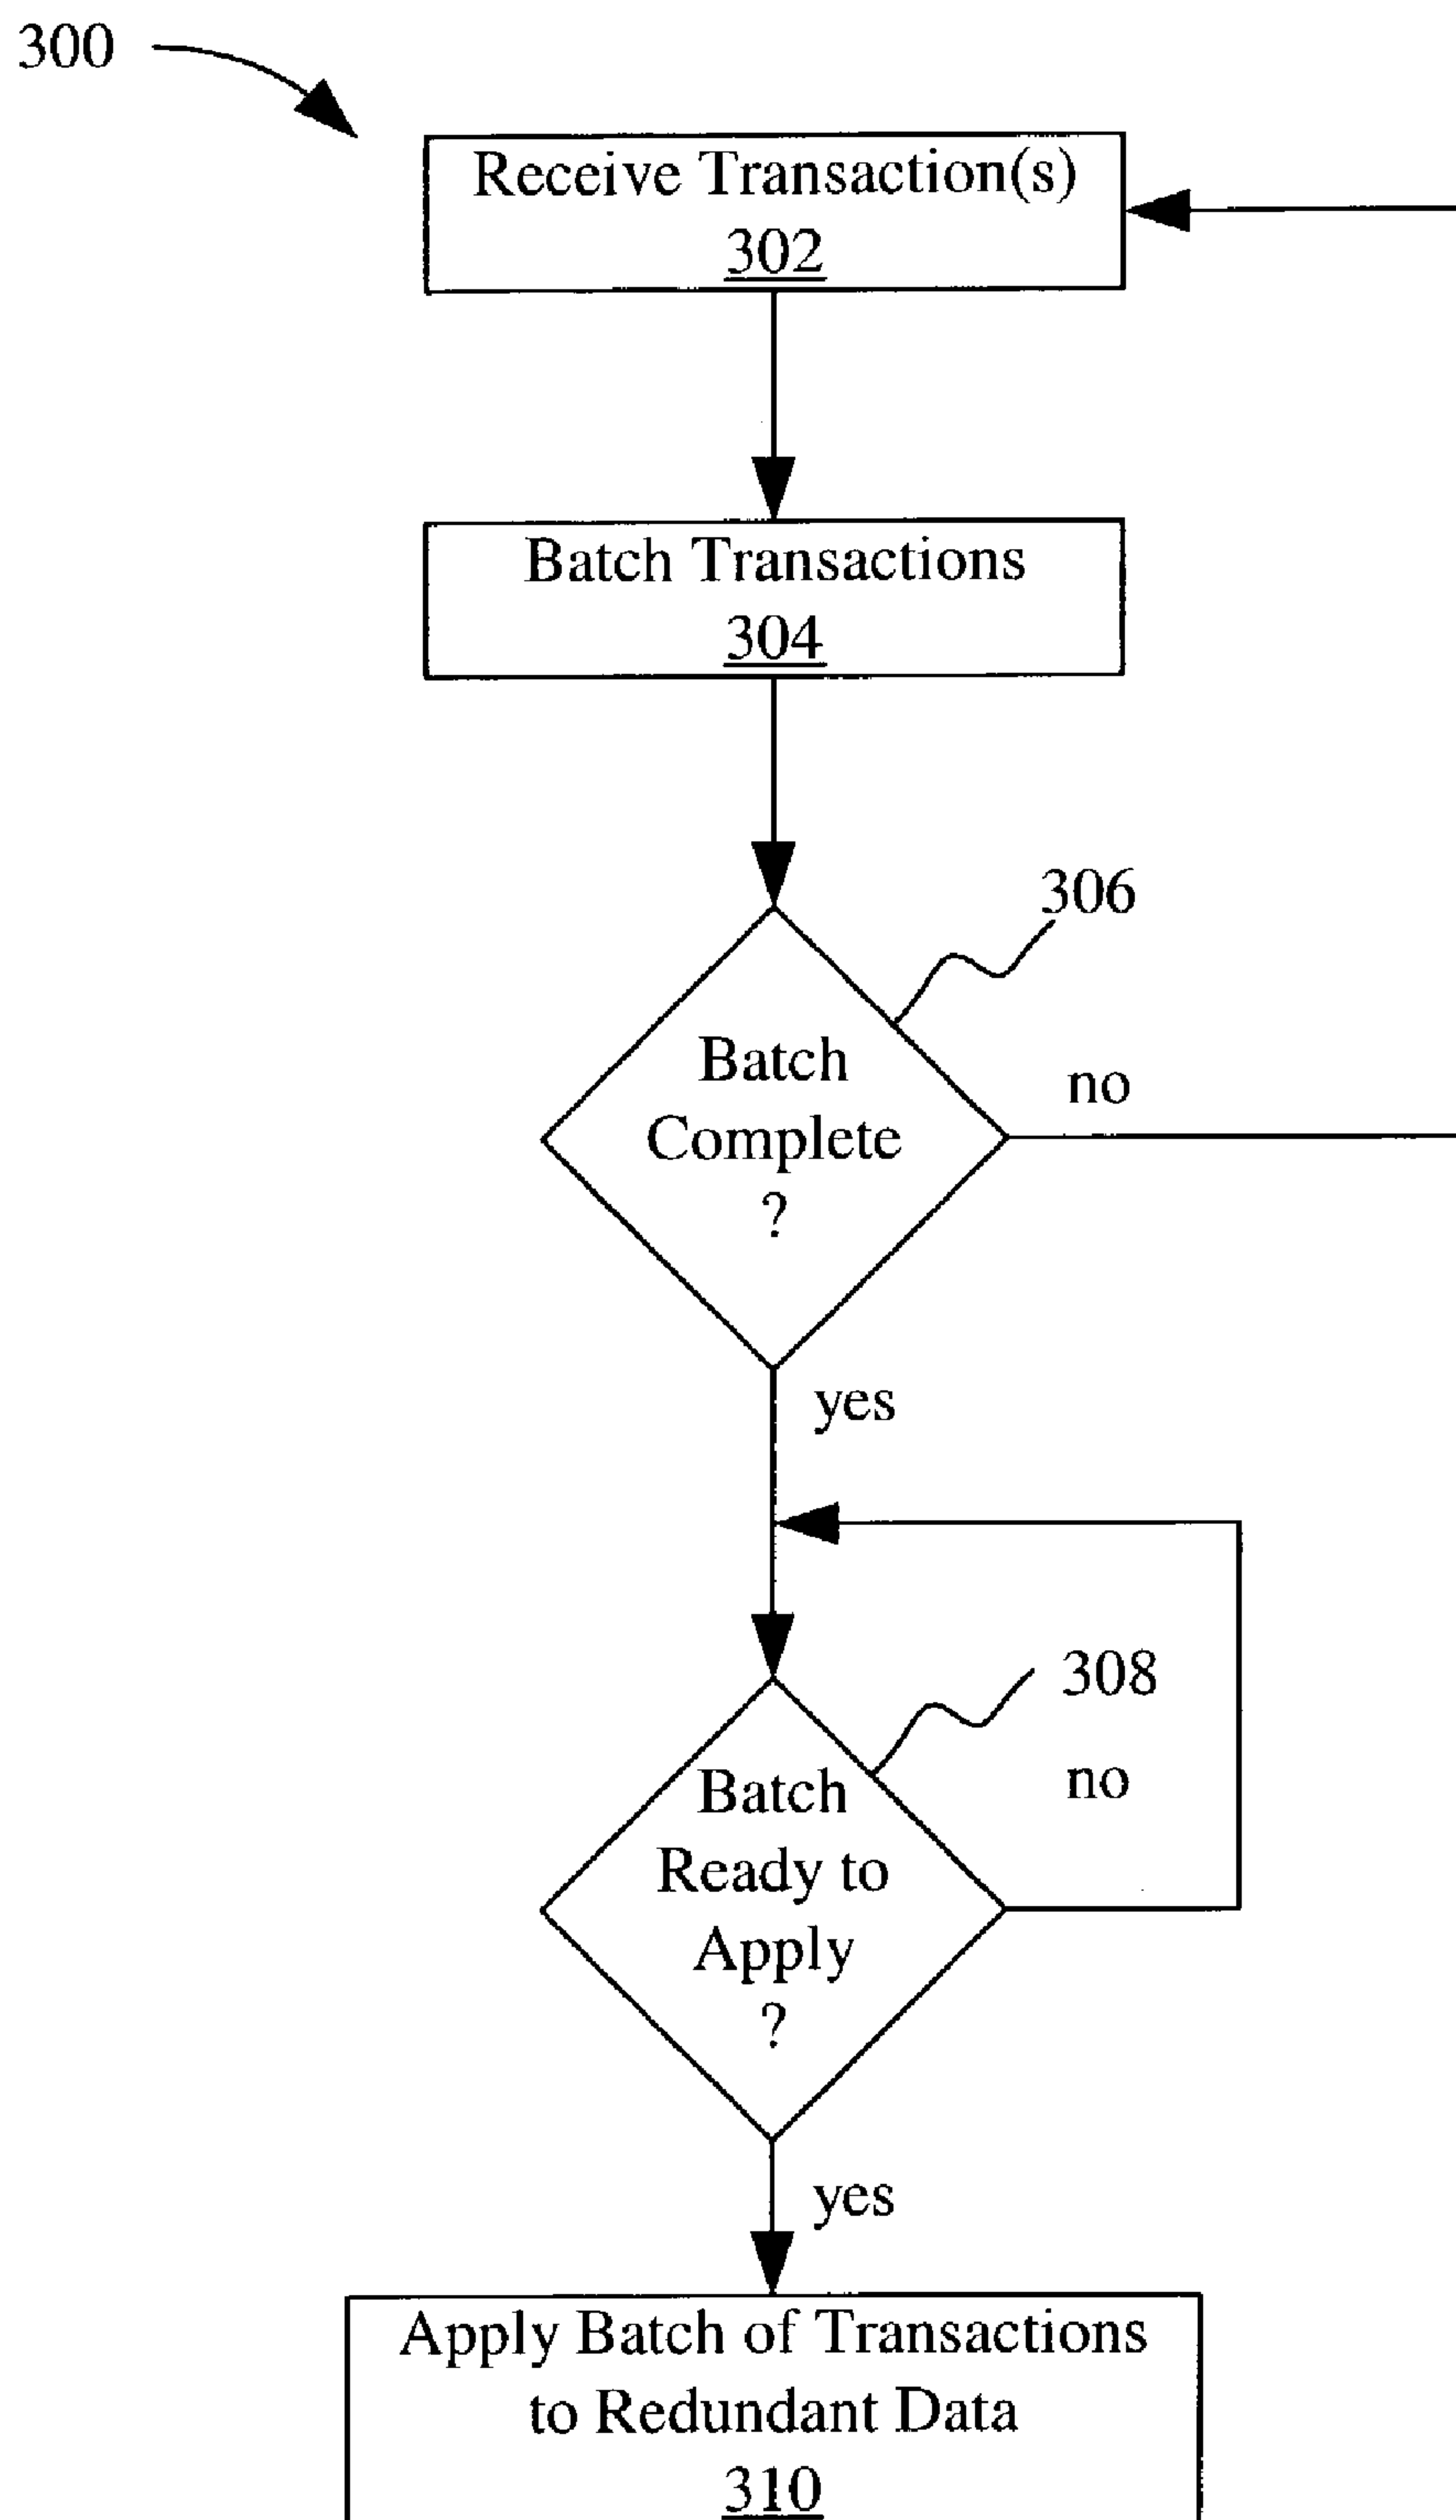 300
Receive Transaction(s)
302
Batch Transactions
304
306
Batch
Complete
?
no
yes
308
no
Batch
Ready to
Apply
?
yes
Apply Batch of Transactions
to Redundant Data
310